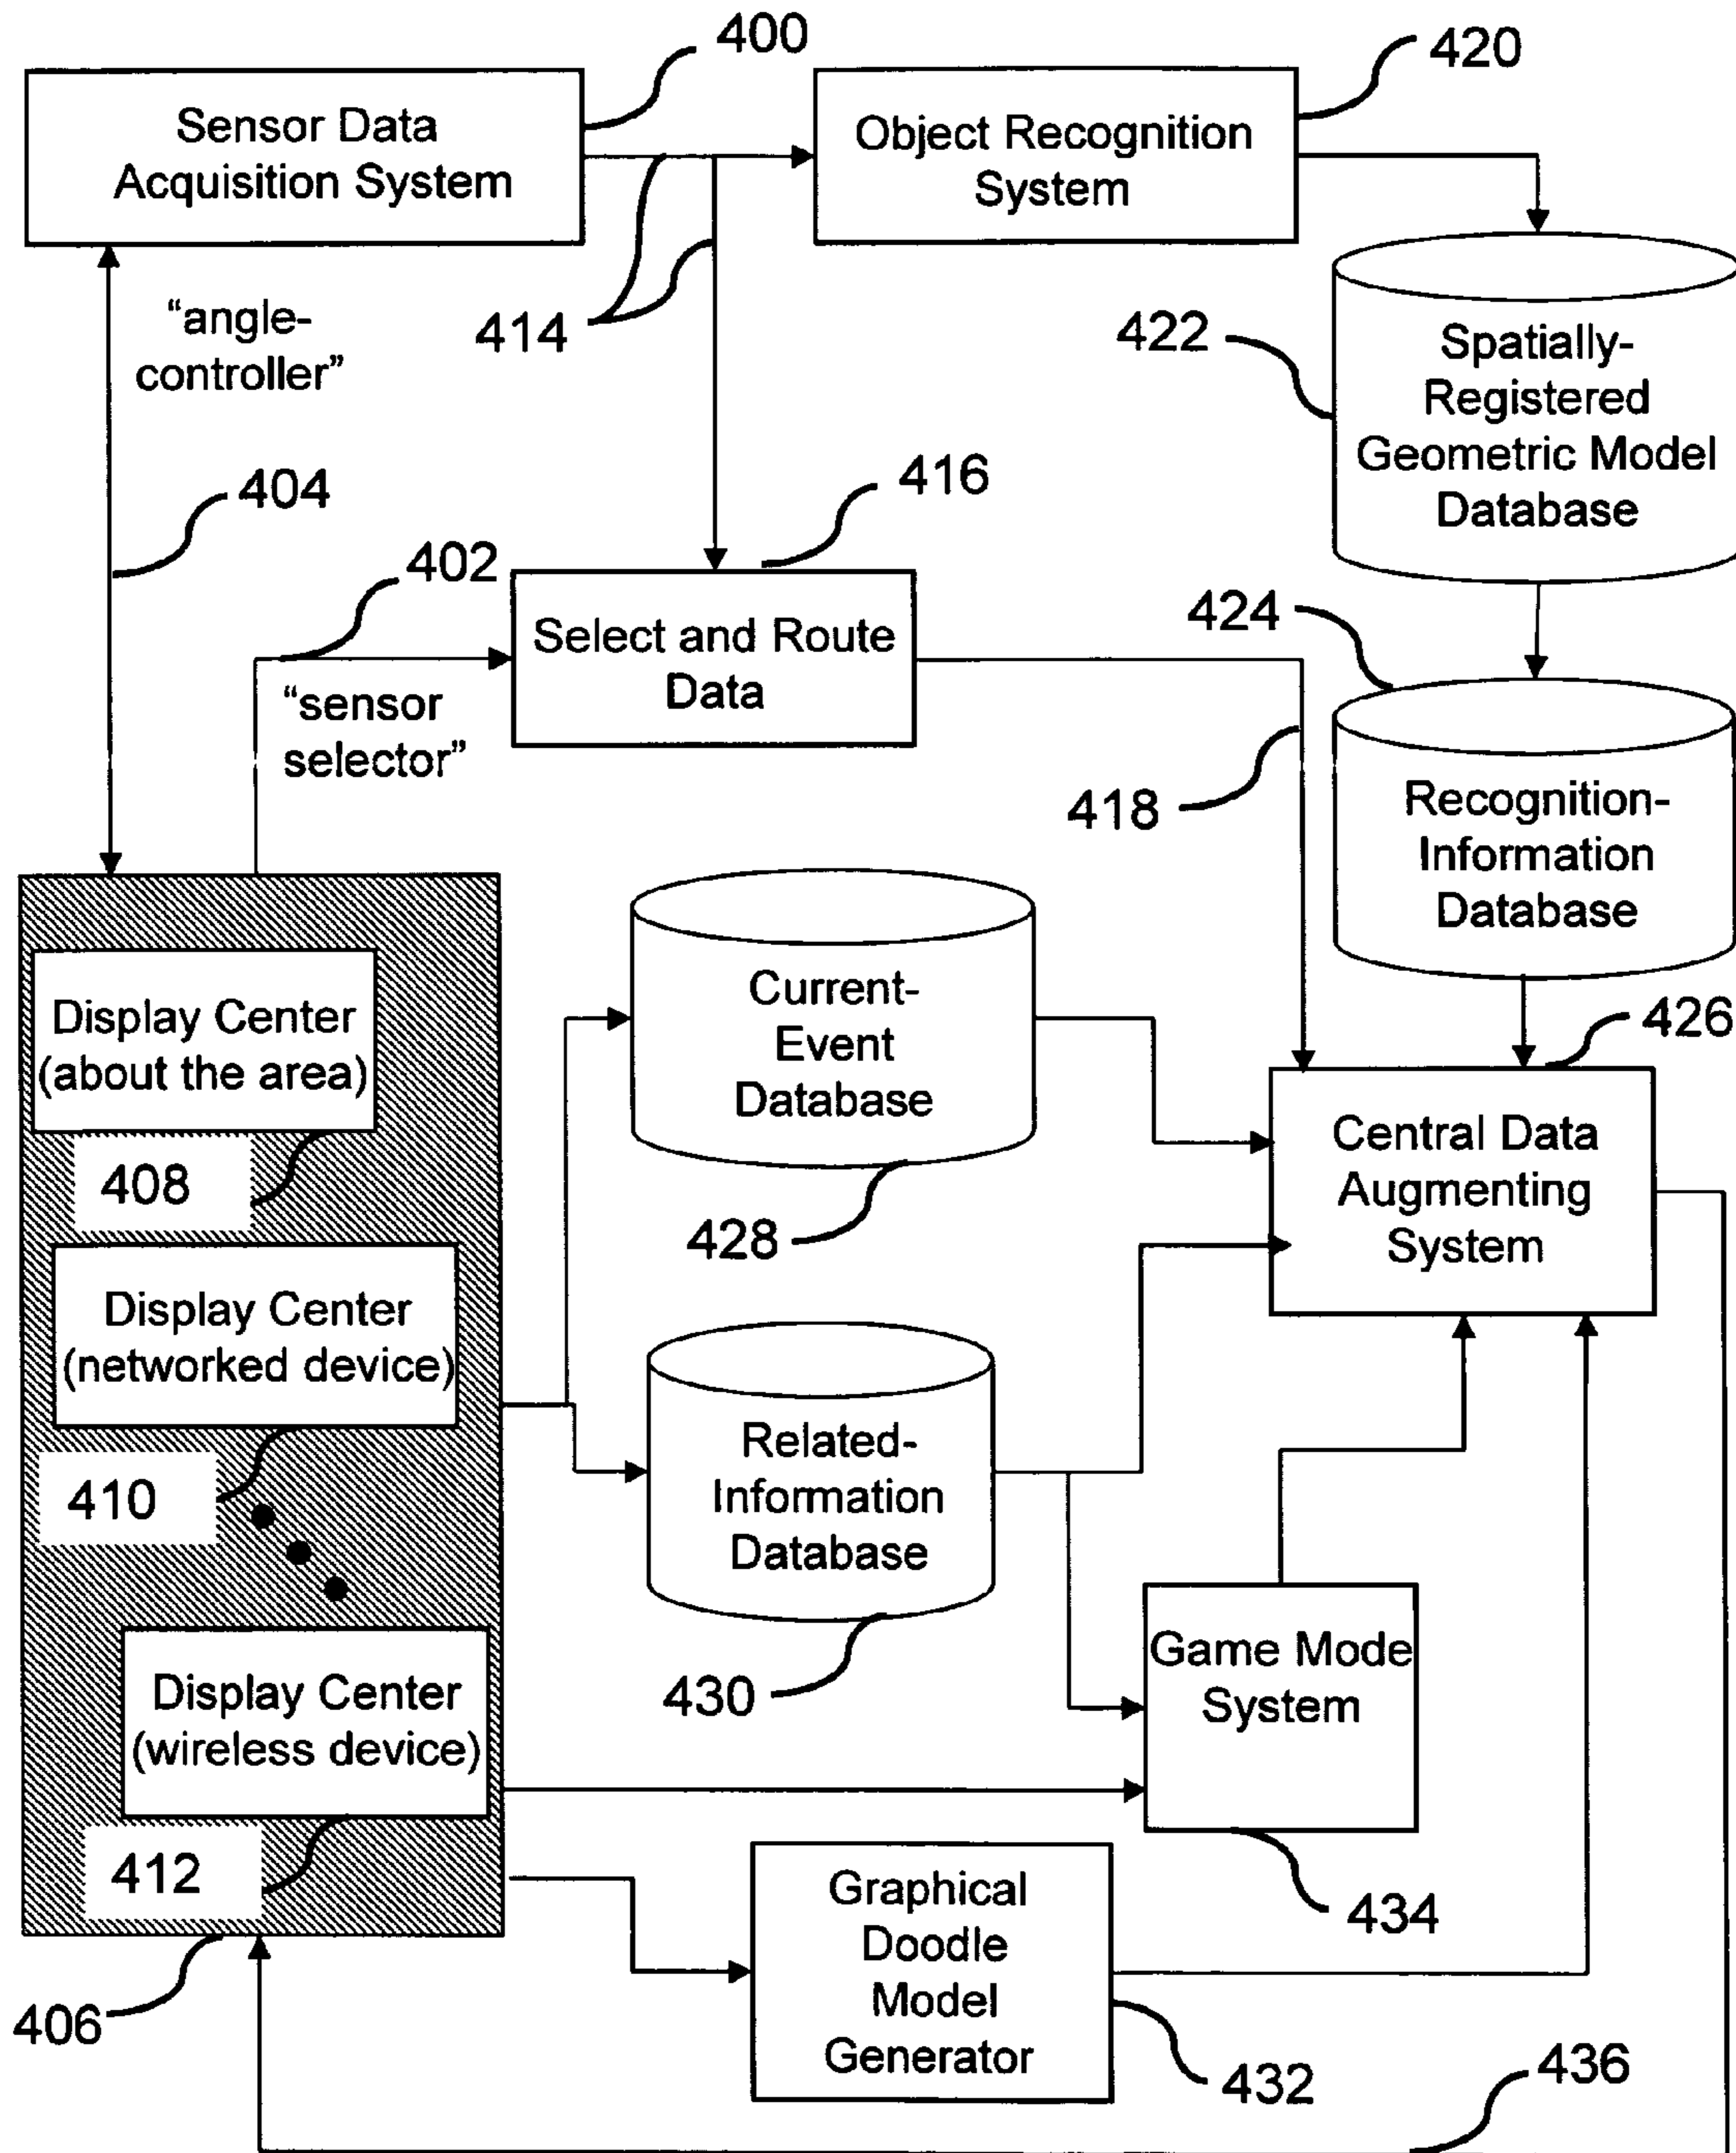 400
420
Sensor Data
Acquisition System
Object Recognition
System
“angle-
controller”
414
422
Spatially-
Registered
Geometric Model
Database
404
416
402
424
Select and Route
Data
“sensor
selector”
418
Recognition-
Information
Database
Display Center
(about the area)
408
Current-
Event
Database
428
426
Central Data
Augmenting
System
Display Center
(networked device)
410
Related-
Information
Database
430
Game Mode
System
434
Display Center
(wireless device)
412
406
Graphical
Doodle
Model
Generator
432
436